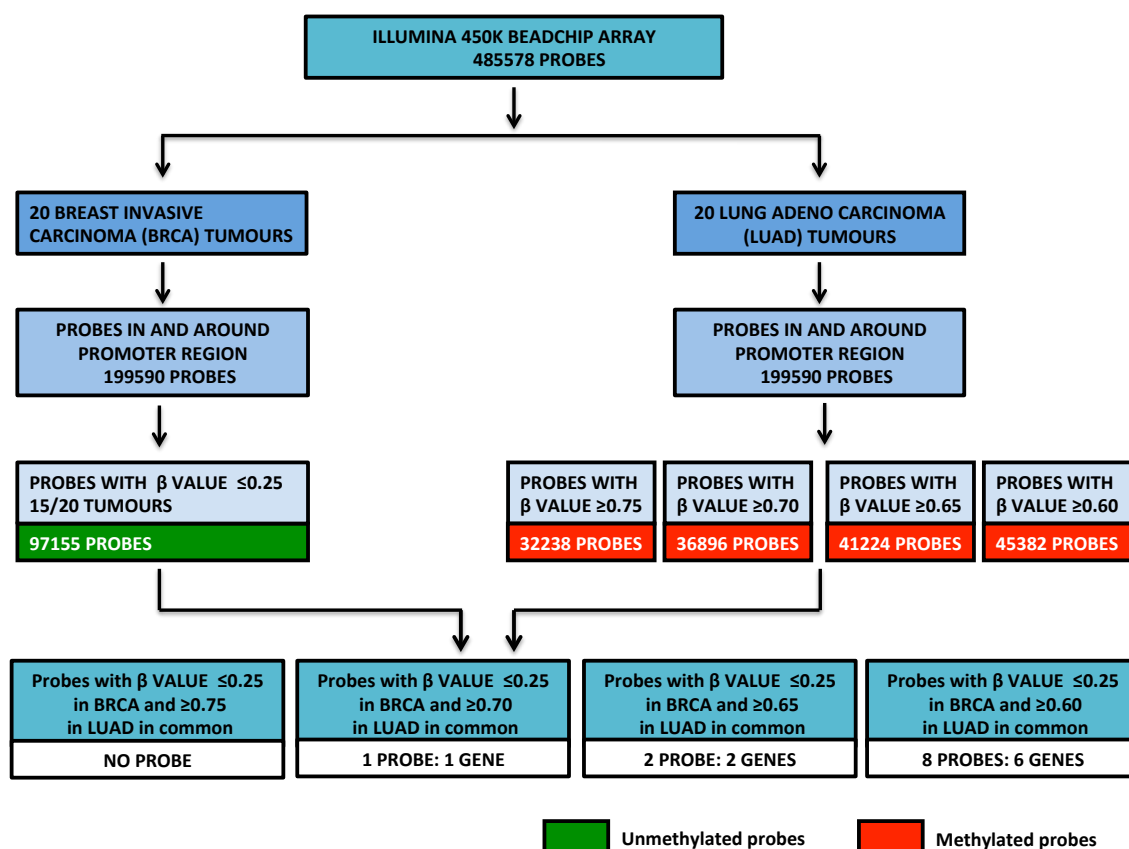 ILLUMINA 450K BEADCHIP ARRAY
485578 PROBES
20 BREAST INVASIVE
CARCINOMA (BRCA) TUMOURS
20 LUNG ADENO CARCINOMA
(LUAD) TUMOURS
PROBES IN AND AROUND
PROMOTER REGION
199590 PROBES
PROBES IN AND AROUND
PROMOTER REGION
199590 PROBES
PROBES WITH β VALUE ≤0.25
15/20 TUMOURS
97155 PROBES
PROBES WITH
β VALUE ≥0.75
32238 PROBES
PROBES WITH
β VALUE ≥0.70
36896 PROBES
PROBES WITH
β VALUE ≥0.65
41224 PROBES
PROBES WITH
β VALUE ≥0.60
45382 PROBES
Probes with β VALUE ≤0.25
in BRCA and ≥0.75
in LUAD in common
NO PROBE
Probes with β VALUE ≤0.25
in BRCA and ≥0.70
in LUAD in common
1 PROBE: 1 GENE
Probes with β VALUE ≤0.25
in BRCA and ≥0.65
in LUAD in common
2 PROBE: 2 GENES
Probes with β VALUE ≤0.25
in BRCA and ≥0.60
in LUAD in common
8 PROBES: 6 GENES
Unmethylated probes
Methylated probes